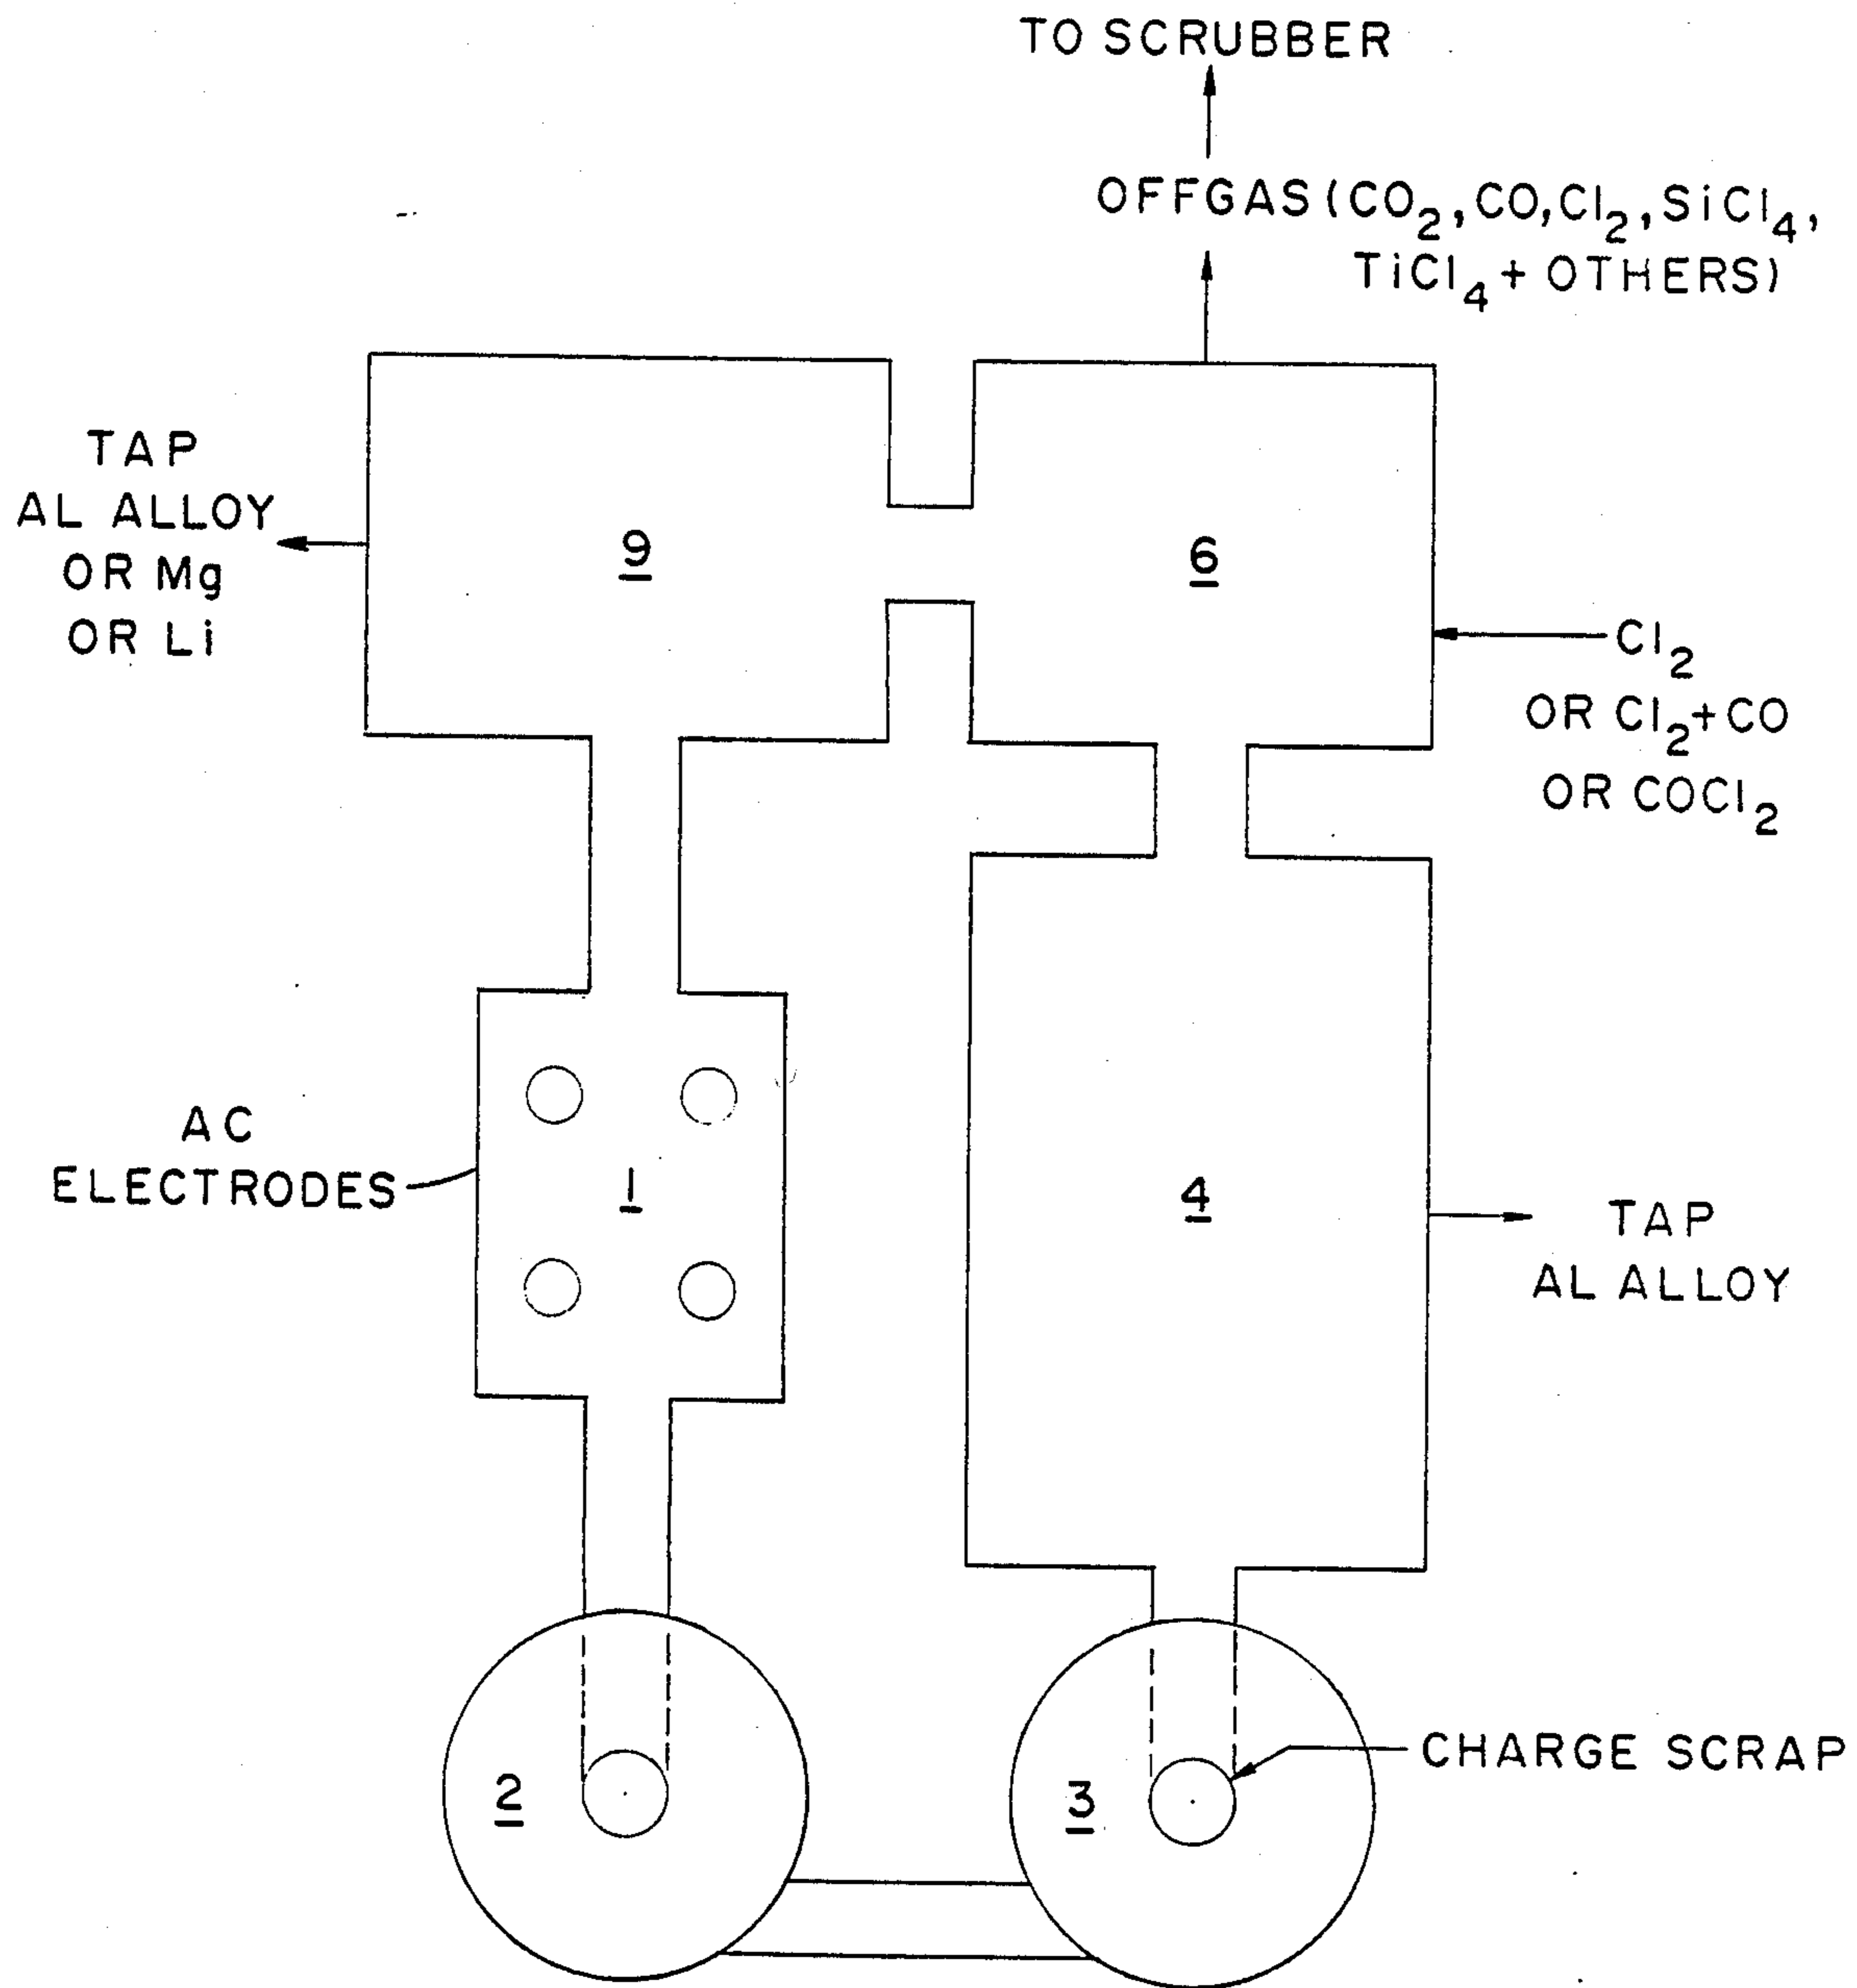 TO SCRUBBER
OFFGAS (CO₂, CO, Cl₂, SiCl₄,
TiCl₄ + OTHERS)
TAP
AL ALLOY
OR Mg
OR Li
9
6
Cl₂
OR Cl₂+CO
OR COCl₂
AC
ELECTRODES
1
4
TAP
AL ALLOY
2
3
CHARGE SCRAP